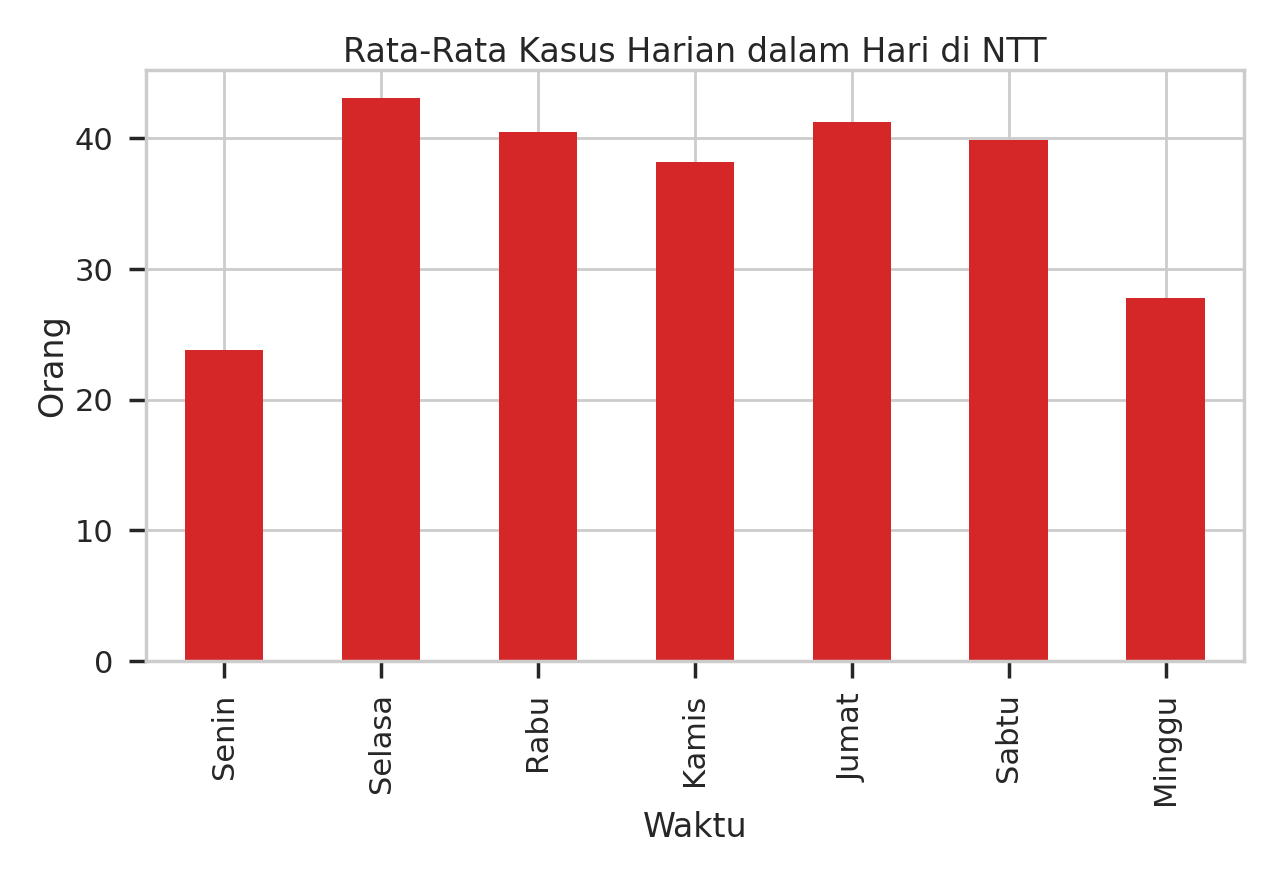 Rata-Rata Kasus Harian dalam Hari di NTT
Orang
40
30
20
10
0
Senin
Selasa
Rabu
Kamis
Jumat
Sabtu
Minggu
Waktu